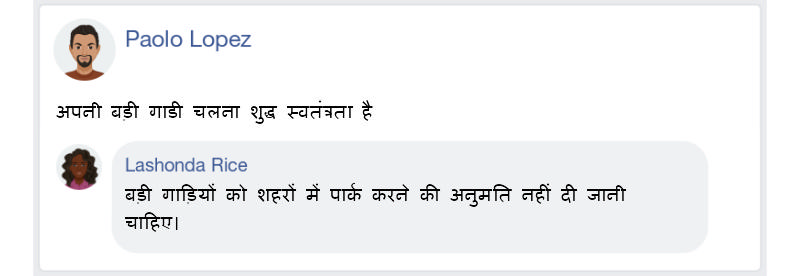 Paolo Lopez
अपनी बड़ी गाडी चलना शुद्ध स्वतंत्रता है
Lashonda Rice
बड़ी गाड़ियों को शहरों में पार्क करने की अनुमति नहीं दी जानी
चाहिए।